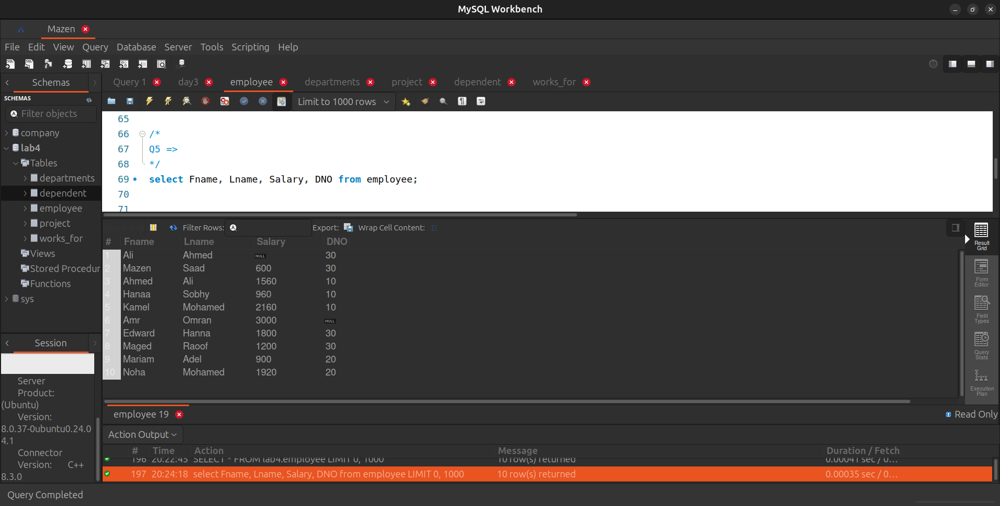 MySQL Workbench
Mazen
File Edit View Query Database Server Tools Scripting Help
Schemas
SCHEMAS
Filter objects
company
lab4
Tables
departments
dependent
employee
project
works_for
Views
Stored Procedur
Functions
sys
Session
Server
Product:
(Ubuntu)
Version:
8.0.37-0ubuntu0.24.0
4.1
Connector
Version: C++
8.3.0
Query 1 day3 employee departments project dependent works_for
Limit to 1000 rows
65
66 /*
67 Q5 =>
68 */
69 select Fname, Lname, Salary, DNO from employee;
70
71
Filter Rows: Export: Wrap Cell Content:
# Fname Lname Salary DNO
1 Ali Ahmed NULL 30
2 Mazen Saad 600 30
3 Ahmed Ali 1560 10
4 Hanaa Sobhy 960 10
5 Kamel Mohamed 2160 10
6 Amr Omran 3000 NULL
7 Edward Hanna 1800 30
8 Maged Raoof 1200 30
9 Mariam Adel 900 20
10 Noha Mohamed 1920 20
Result
Grid
Form
Editor
Field
Types
Query
Stats
Execution
Plan
employee 19
Read Only
Action Output
# Time Action Message Duration / Fetch
196 20:22:45 SELECT * FROM lab4.employee LIMIT 0, 1000 10 row(s) returned 0.00041 sec / 0...
197 20:24:18 select Fname, Lname, Salary, DNO from employee LIMIT 0, 1000 10 row(s) returned 0.00035 sec / 0...
Query Completed